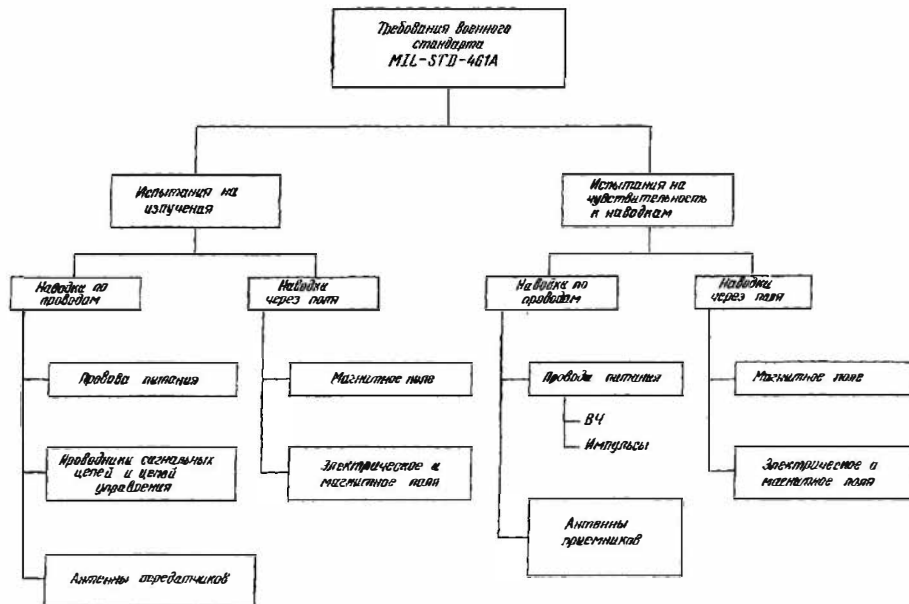 Требования военного
стандарта
MIL-STD-461A
Испытания на
излучения
Испытания на
чувствительность
к наводкам
Наводки по
проводам
Наводки
через поля
Наводки по
проводам
Наводки
через поля
Провода питания
Магнитное поле
Провода питания
ВЧ
Импульсы
Магнитное поле
Проводники сигнальных
цепей и цепей
управления
Электрическое и
магнитное поля
Электрическое и
магнитное поля
Антенны
приемников
Антенны передатчиков